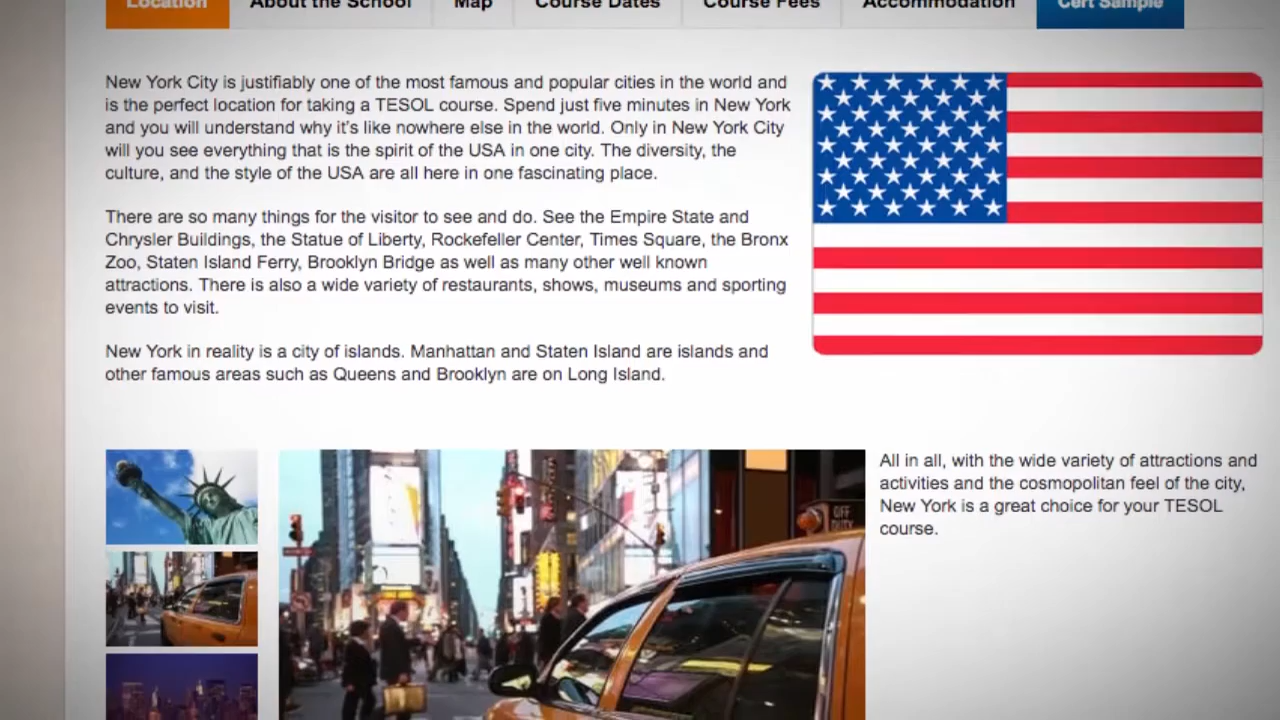 Location About the School Map Course Dates Course Fees Accommodation Cert Sample
New York City is justifiably one of the most famous and popular cities in the world and
is the perfect location for taking a TESOL course. Spend just five minutes in New York
and you will understand why it's like nowhere else in the world. Only in New York City
will you see everything that is the spirit of the USA in one city. The diversity, the
culture, and the style of the USA are all here in one fascinating place.
There are so many things for the visitor to see and do. See the Empire State and
Chrysler Buildings, the Statue of Liberty, Rockefeller Center, Times Square, the Bronx
Zoo, Staten Island Ferry, Brooklyn Bridge as well as many other well known
attractions. There is also a wide variety of restaurants, shows, museums and sporting
events to visit.
New York in reality is a city of islands. Manhattan and Staten Island are islands and
other famous areas such as Queens and Brooklyn are on Long Island.
All in all, with the wide variety of attractions and
activities and the cosmopolitan feel of the city,
New York is a great choice for your TESOL
course.
OFF
DUTY